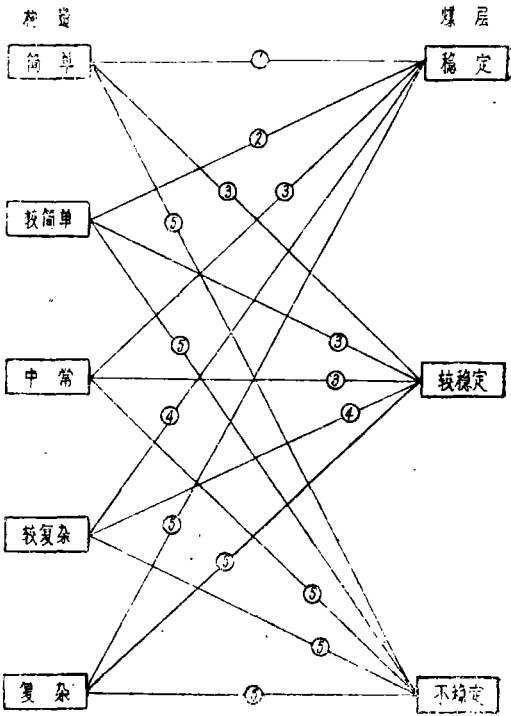 构造 煤层
简单 ① 稳定
②
③ ③
较简单 ⑤
③
⑤
中常 ③ 较稳定
④ ④
较复杂 ⑤
⑤
⑤
⑤
复杂 ⑤ 不稳定